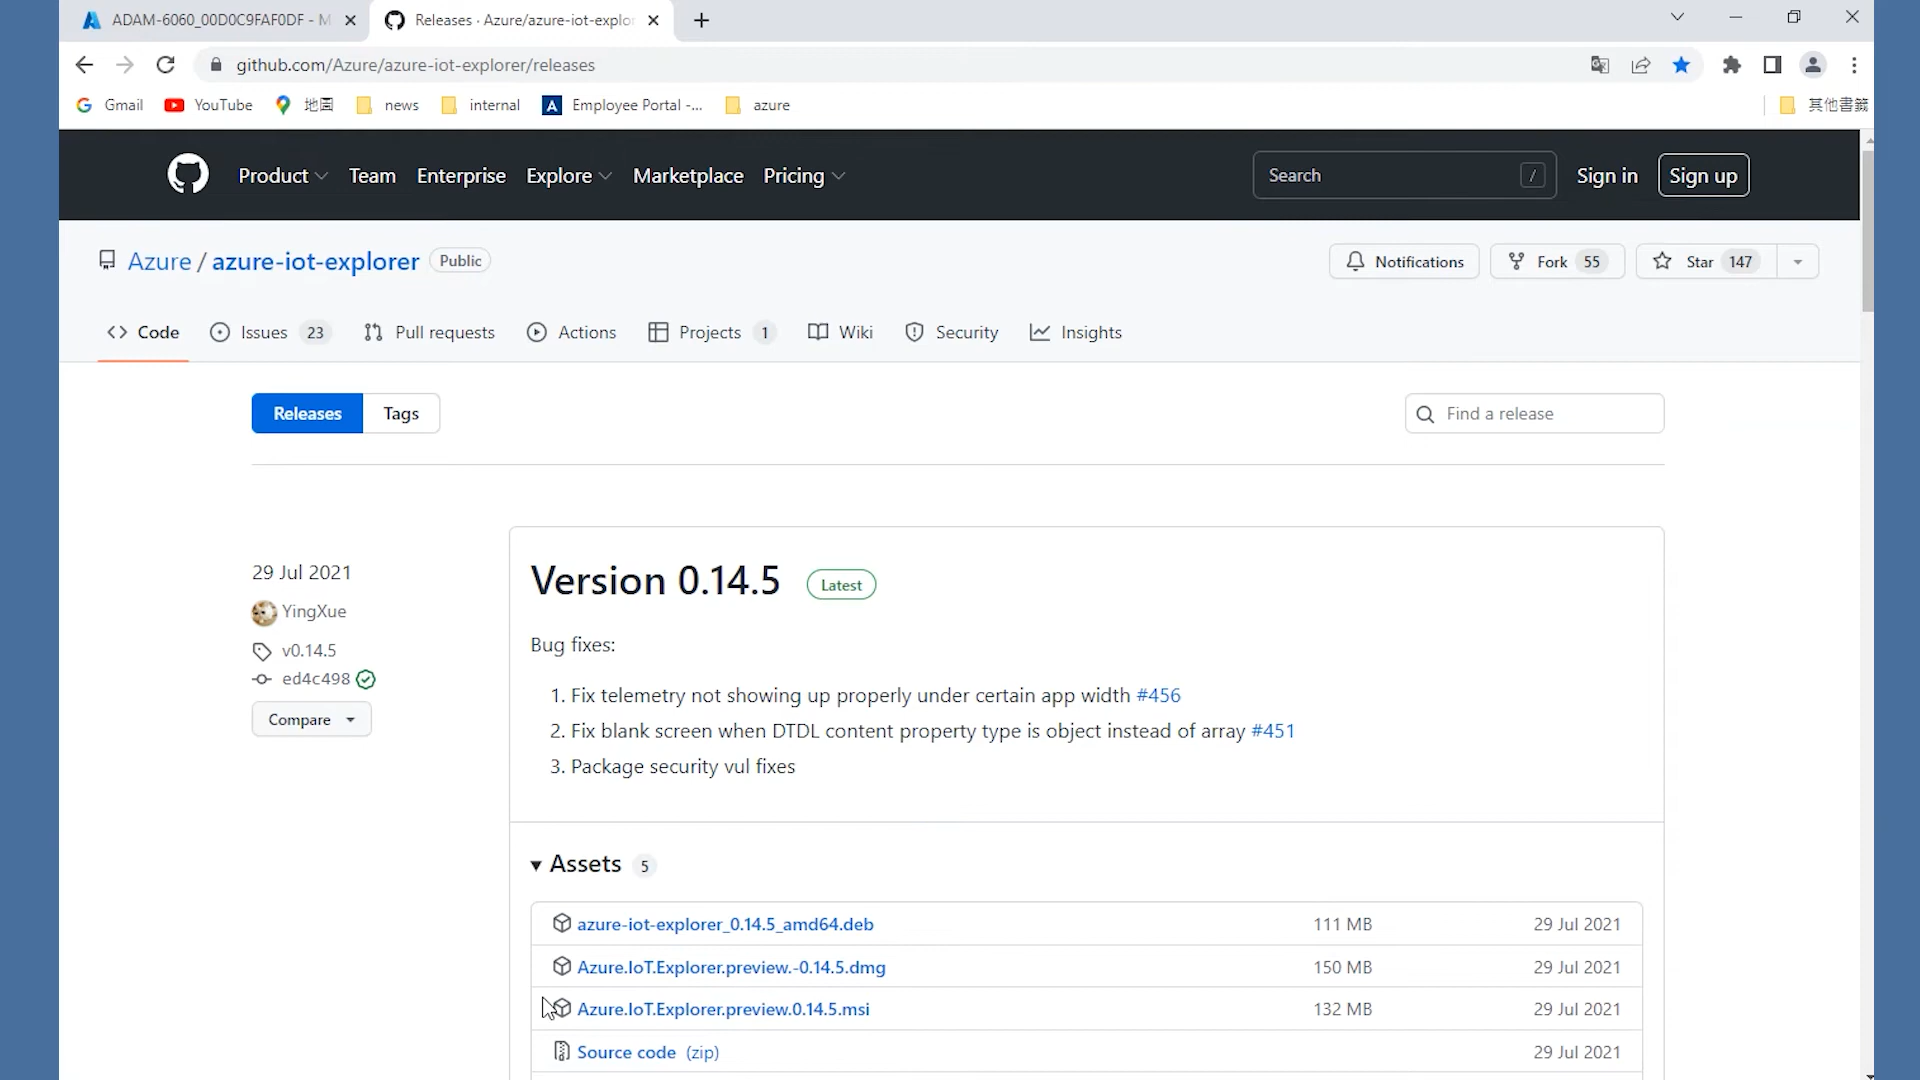 ADAM-6060_00D0C9FAF0DF - M
Releases · Azure/azure-iot-explor
github.com/Azure/azure-iot-explorer/releases
Gmail
YouTube
地圖
news
internal
Employee Portal -...
azure
其他書籤
Product
Team
Enterprise
Explore
Marketplace
Pricing
Search
/
Sign in
Sign up
Azure / azure-iot-explorer
Public
Notifications
Fork 55
Star 147
Code
Issues 23
Pull requests
Actions
Projects 1
Wiki
Security
Insights
Releases
Tags
Find a release
29 Jul 2021
YingXue
v0.14.5
ed4c498
Compare
Version 0.14.5
Latest
Bug fixes:
1. Fix telemetry not showing up properly under certain app width #456
2. Fix blank screen when DTDL content property type is object instead of array #451
3. Package security vul fixes
Assets 5
azure-iot-explorer_0.14.5_amd64.deb 111 MB 29 Jul 2021
Azure.IoT.Explorer.preview.-0.14.5.dmg 150 MB 29 Jul 2021
Azure.IoT.Explorer.preview.0.14.5.msi 132 MB 29 Jul 2021
Source code (zip) 29 Jul 2021